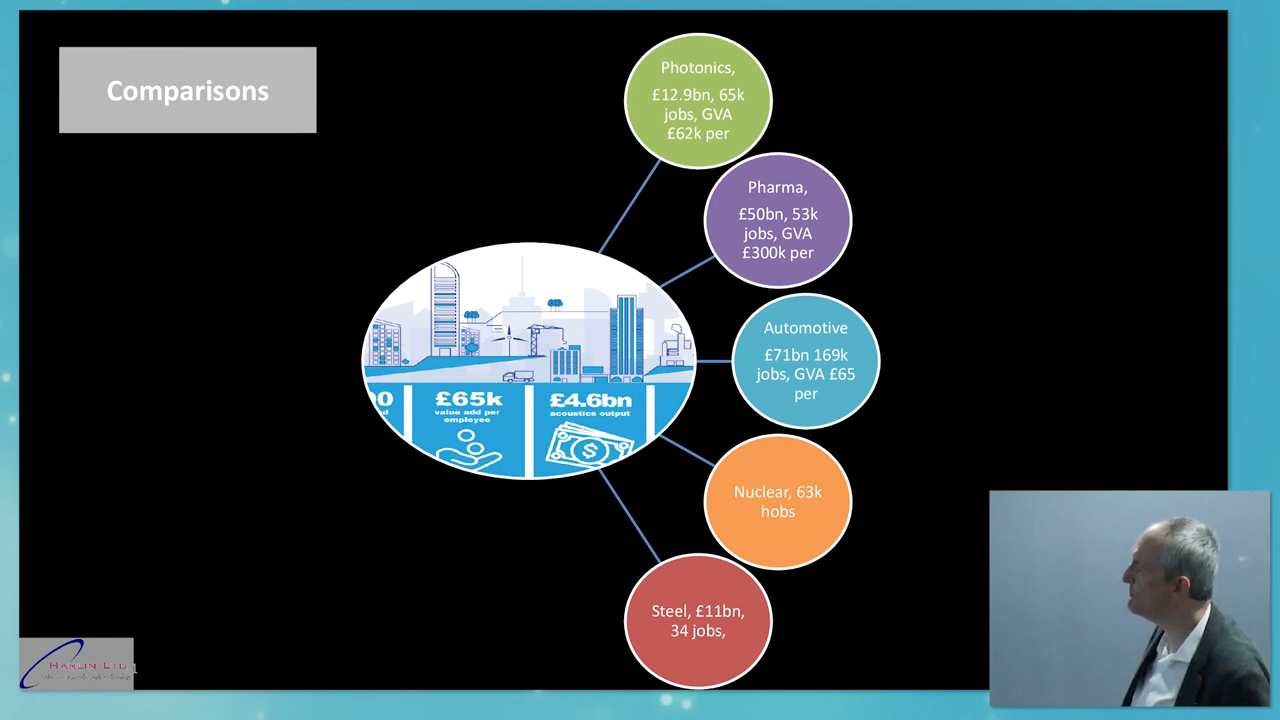 Comparisons
Photonics,
£12.9bn, 65k
jobs, GVA
£62k per
Pharma,
£50bn, 53k
jobs, GVA
£300k per
Automotive
£71bn 169k
jobs, GVA £65
per
£65k
value add per
employee
£4.6bn
acoustics output
Nuclear, 63k
hobs
Steel, £11bn,
34 jobs,
HARLIN LTD